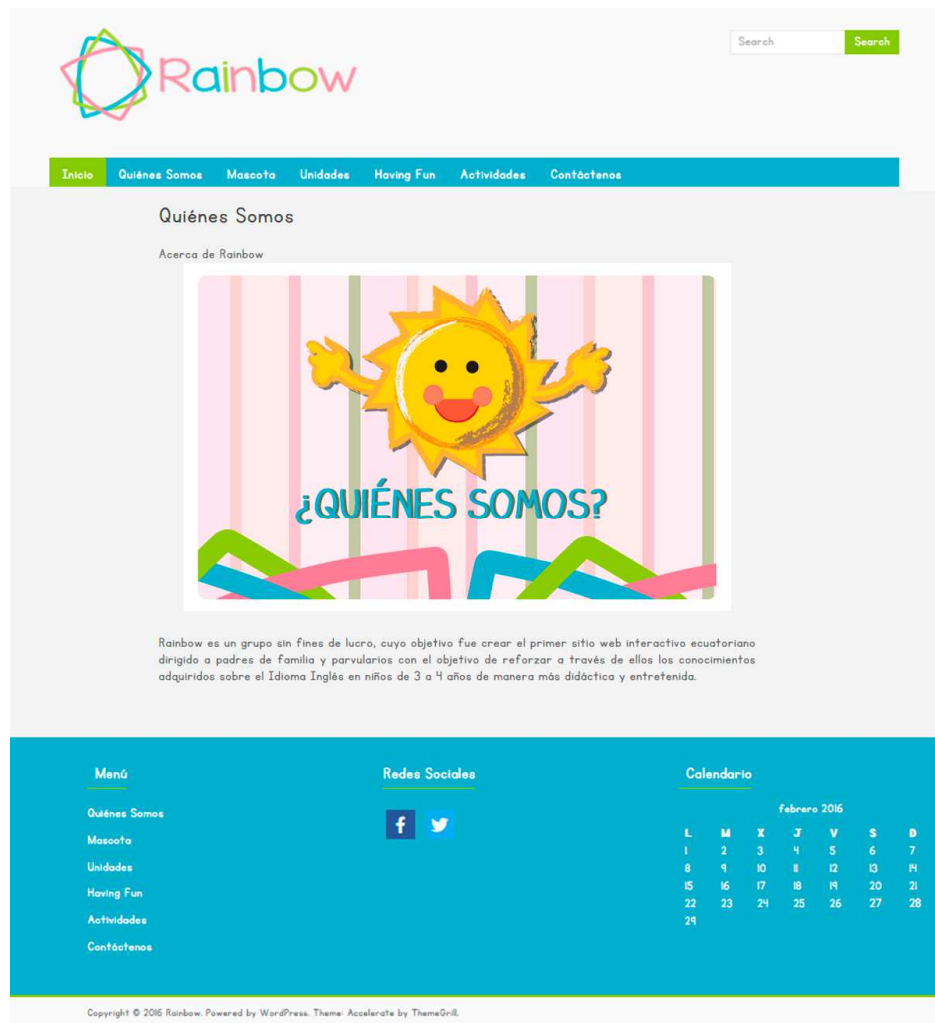 Rainbow
Search Search
Inicio Quiénes Somos Mascota Unidades Having Fun Actividades Contáctenos
Quiénes Somos
Acerca de Rainbow
¿QUIÉNES SOMOS?
Rainbow es un grupo sin fines de lucro, cuyo objetivo fue crear el primer sitio web interactivo ecuatoriano
dirigido a padres de familia y parvularios con el objetivo de reforzar a través de ellos los conocimientos
adquiridos sobre el Idioma Inglés en niños de 3 a 4 años de manera más didáctica y entretenida.
Menú
Quiénes Somos
Mascota
Unidades
Having Fun
Actividades
Contáctenos
Redes Sociales
f
Calendario
febrero 2016
L M X J V S D
1 2 3 4 5 6 7
8 9 10 11 12 13 14
15 16 17 18 19 20 21
22 23 24 25 26 27 28
29
Copyright © 2016 Rainbow. Powered by WordPress. Theme: Accelerate by ThemeGrill.